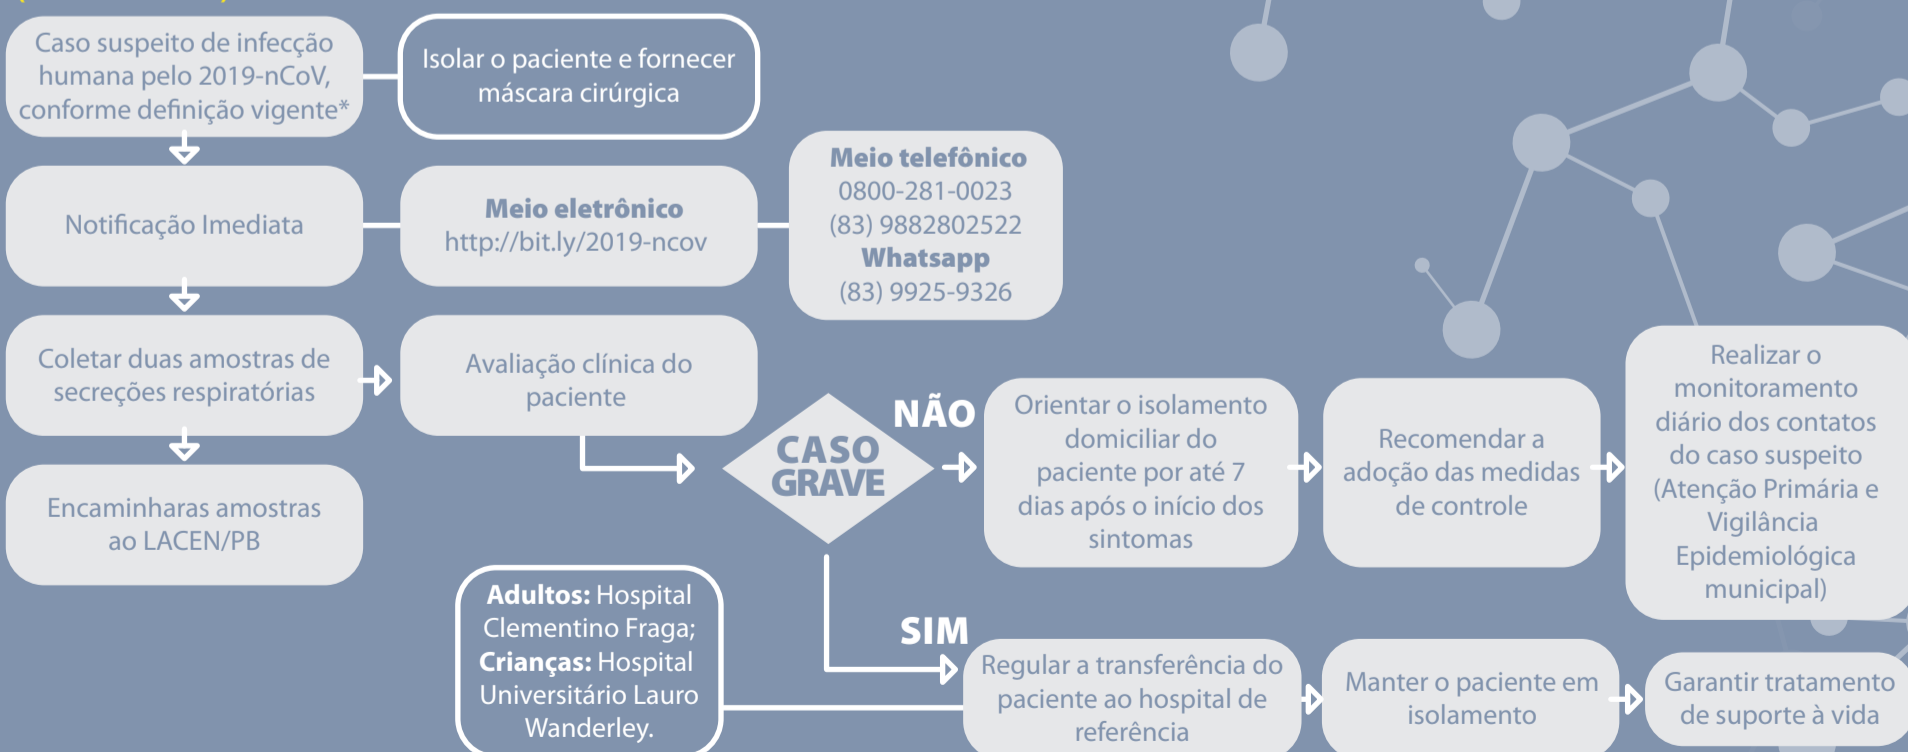 Caso suspeito de infecção
humana pelo 2019-nCoV,
conforme definição vigente*
Isolar o paciente e fornecer
máscara cirúrgica
Notificação Imediata
Meio eletrônico
http://bit.ly/2019-ncov
Meio telefônico
0800-281-0023
(83) 9882802522
Whatsapp
(83) 9925-9326
Coletar duas amostras de
secreções respiratórias
Avaliação clínica do
paciente
Encaminharas amostras
ao LACEN/PB
CASO
GRAVE
NÃO
Orientar o isolamento
domiciliar do
paciente por até 7
dias após o início dos
sintomas
Recomendar a
adoção das medidas
de controle
Realizar o
monitoramento
diário dos contatos
do caso suspeito
(Atenção Primária e
Vigilância
Epidemiológica
municipal)
SIM
Adultos: Hospital
Clementino Fraga;
Crianças: Hospital
Universitário Lauro
Wanderley.
Regular a transferência do
paciente ao hospital de
referência
Manter o paciente em
isolamento
Garantir tratamento
de suporte à vida